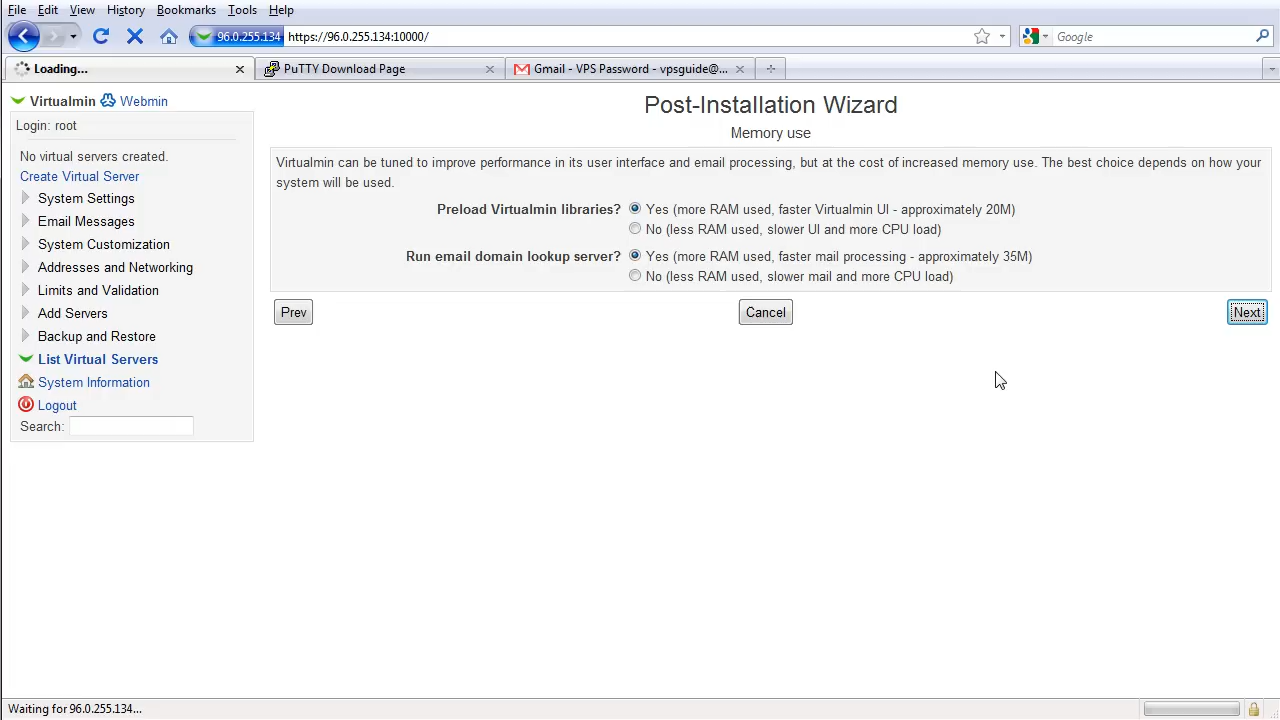 File Edit View History Bookmarks Tools Help
96.0.255.134 https://96.0.255.134:10000/ Google
Loading... PuTTY Download Page Gmail - VPS Password - vpsguide@...
Virtualmin Webmin
Login: root
No virtual servers created.
Create Virtual Server
System Settings
Email Messages
System Customization
Addresses and Networking
Limits and Validation
Add Servers
Backup and Restore
List Virtual Servers
System Information
Logout
Search:
Post-Installation Wizard
Memory use
Virtualmin can be tuned to improve performance in its user interface and email processing, but at the cost of increased memory use. The best choice depends on how your
system will be used.
Preload Virtualmin libraries? Yes (more RAM used, faster Virtualmin UI - approximately 20M)
No (less RAM used, slower UI and more CPU load)
Run email domain lookup server? Yes (more RAM used, faster mail processing - approximately 35M)
No (less RAM used, slower mail and more CPU load)
Prev Cancel Next
Waiting for 96.0.255.134...